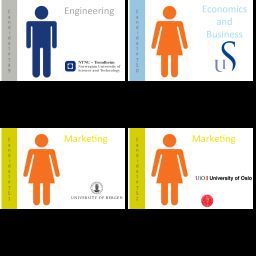 Engineering
NTNU – Trondheim
Norwegian University of
Science and Technology
Economics
and
Business
US
Marketing
UNIVERSITY OF BERGEN
Marketing
UiO
University of Oslo